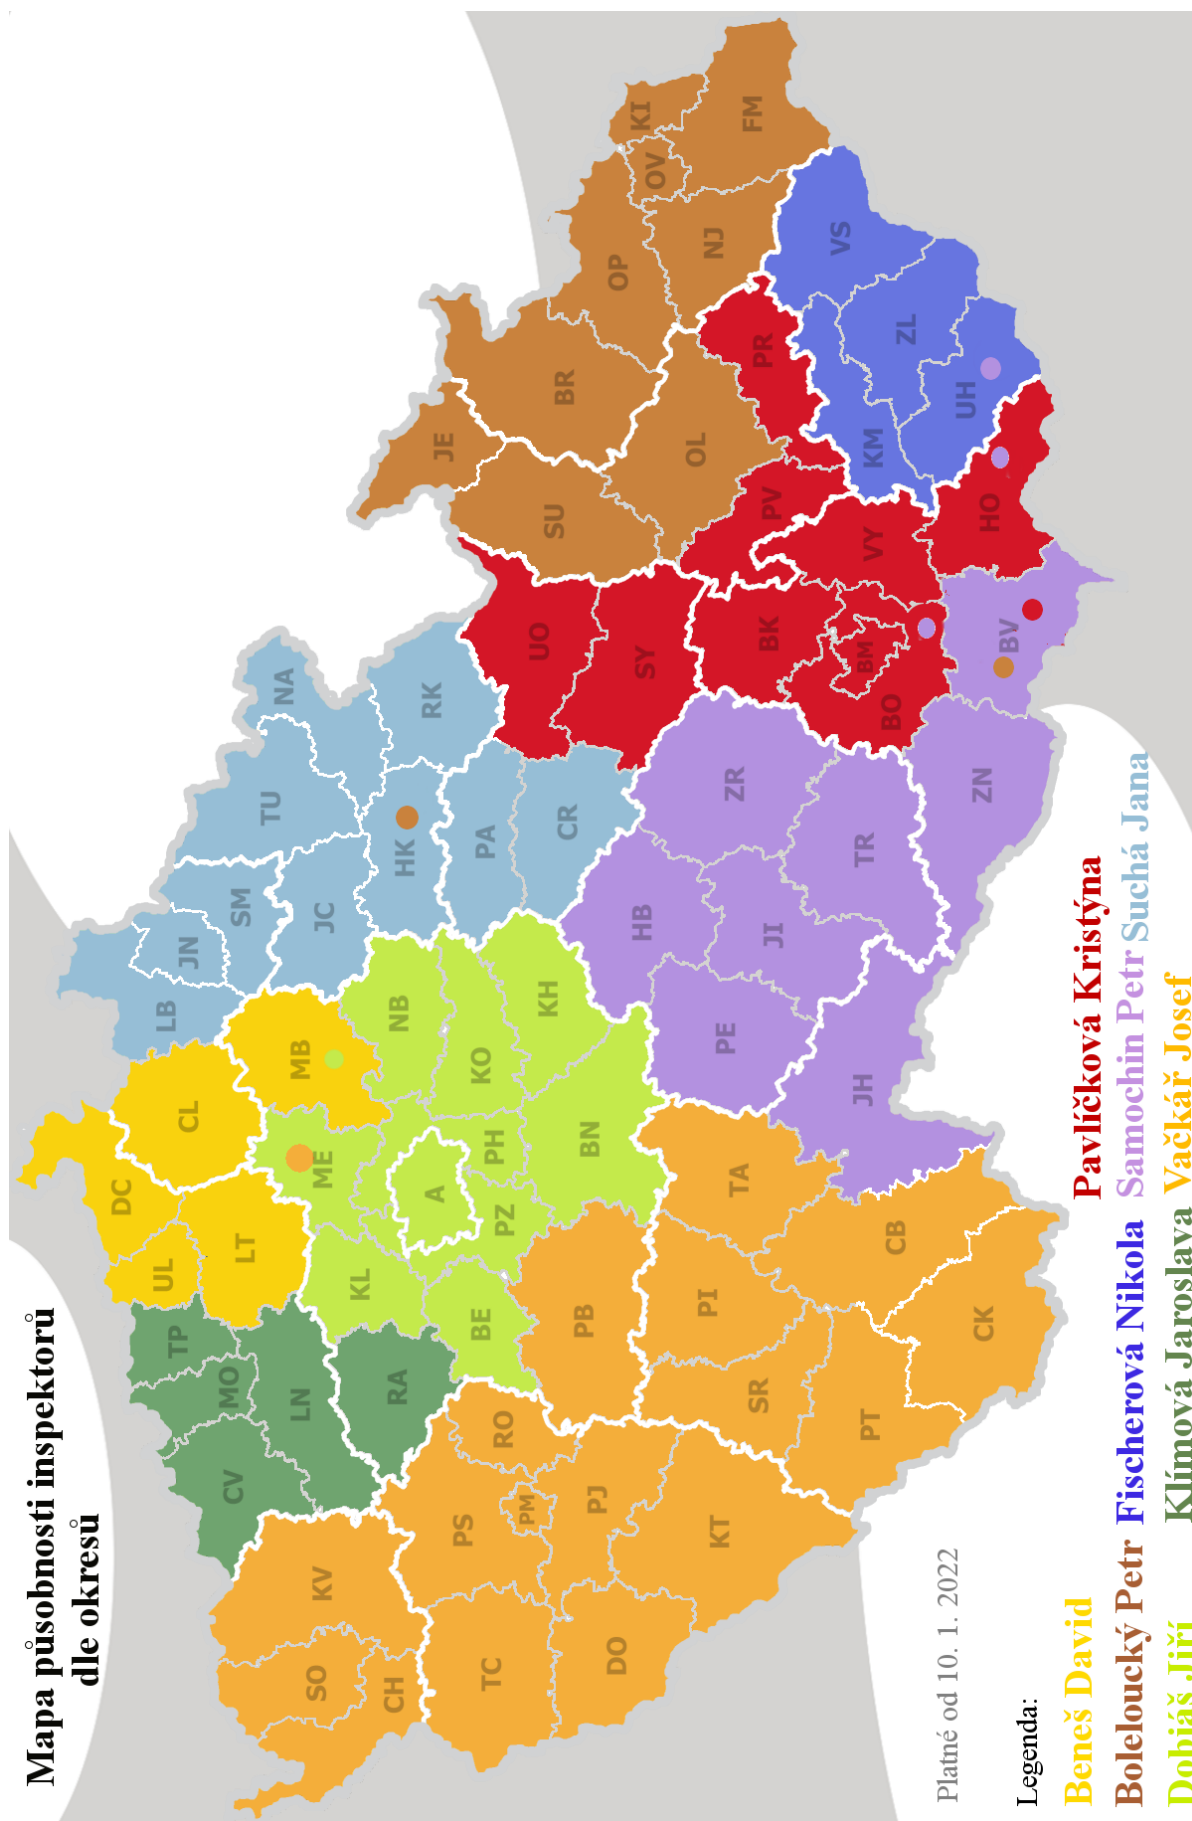 Mapa působnosti inspektorů
dle okresů
DC
UL
LB
TP
CL
JN
MO
CV
SM
LT
TU
NA
LN
MB
SO
KV
ME
JC
KL
CH
RA
NB
HK
RK
A
JE
PS
BE
KO
PA
TC
PH
RO
PZ
PM
UO
KH
SU
BR
CR
PB
BN
PJ
DO
OP
KI
HB
SY
OV
OL
PI
NJ
KT
PE
ZR
TA
FM
SR
PR
BK
PV
JI
VS
JH
TR
BM
PT
VY
KM
BO
CB
ZL
UH
ZN
CK
HO
BV
Platné od 10. 1. 2022
Legenda:
Beneš David
Pavlíčková Kristýna
Boleloucký Petr
Fischerová Nikola
Samochin Petr
Suchá Jana
Dobiáš Jiří
Klímová Jaroslava
Vačkář Josef